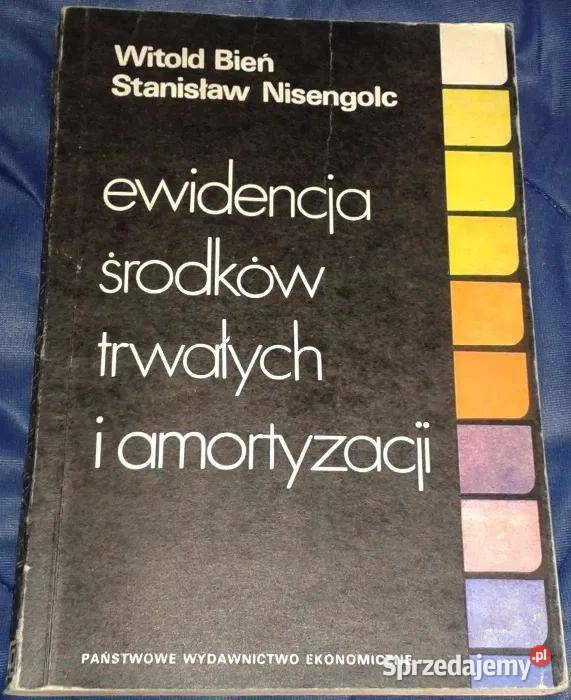 Witold Bień
Stanisław Nisengolc
ewidencja
środków
trwałych
i amortyzacji
PAŃSTWOWE WYDAWNICTWO EKONOMICZNE
Sprzedajemy.pl